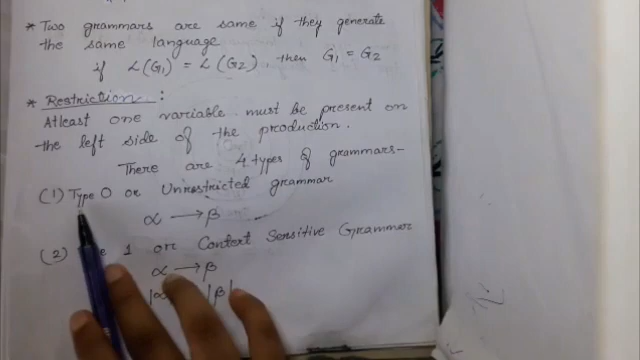 * Two grammars are same if they generate
the same language
if L(G1) = L(G2), then G1 = G2
* Restriction:
Atleast one variable must be present on
the left side of the production.
There are 4 types of grammars-
(1) Type 0 or Unrestricted grammar
α → β
(2) 1 or Context Sensitive Grammar
α → β
|β|